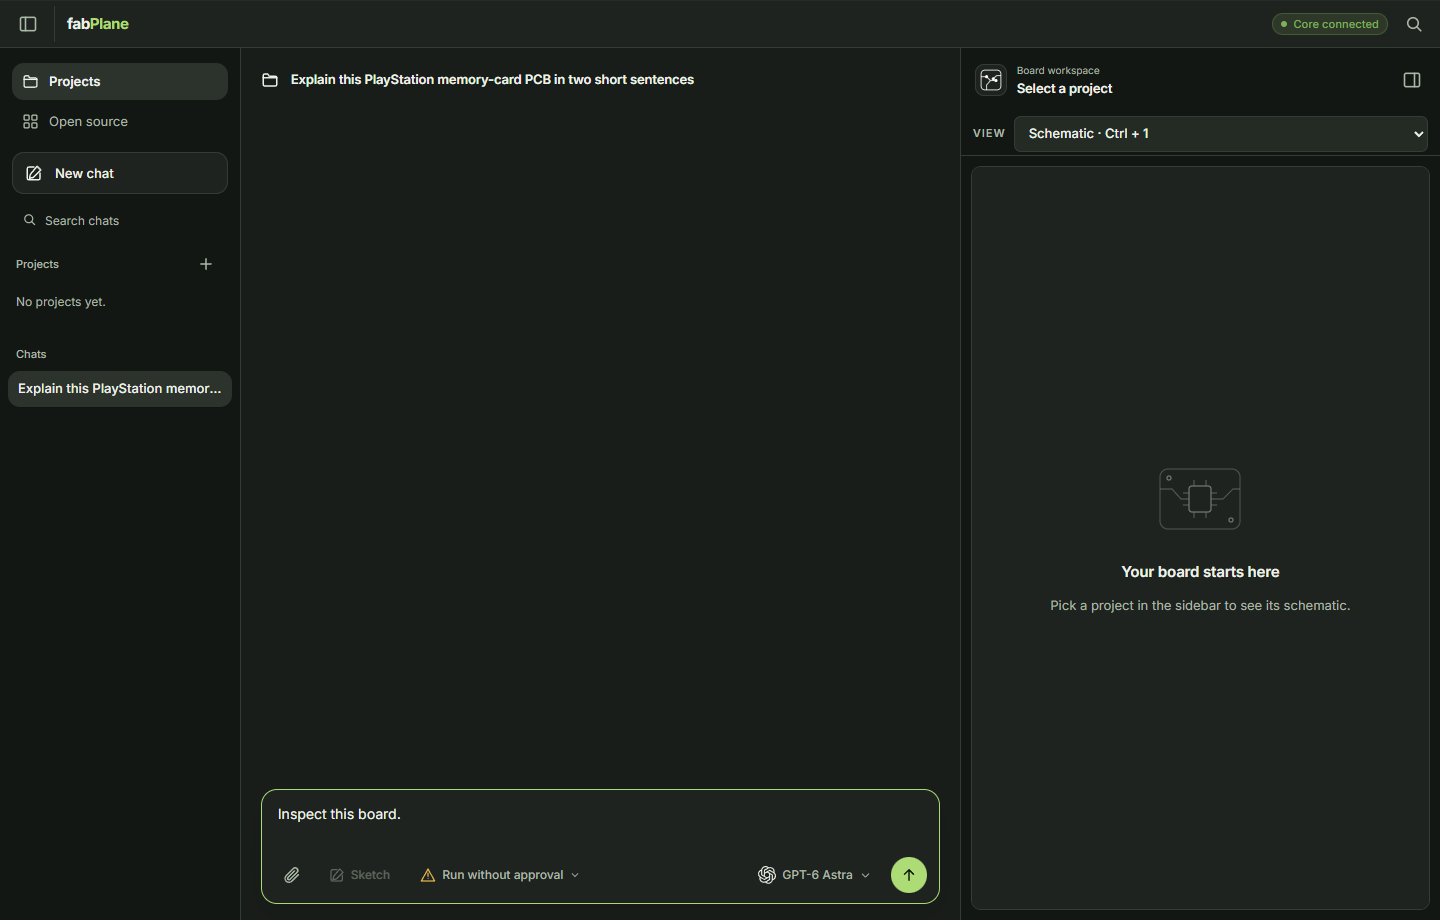 fabPlane
Core connected
Projects
Open source
New chat
Search chats
Projects
No projects yet.
Chats
Explain this PlayStation memor...
Explain this PlayStation memory-card PCB in two short sentences
Inspect this board.
Sketch
Run without approval
GPT-6 Astra
Board workspace
Select a project
VIEW
Schematic · Ctrl + 1
Your board starts here
Pick a project in the sidebar to see its schematic.